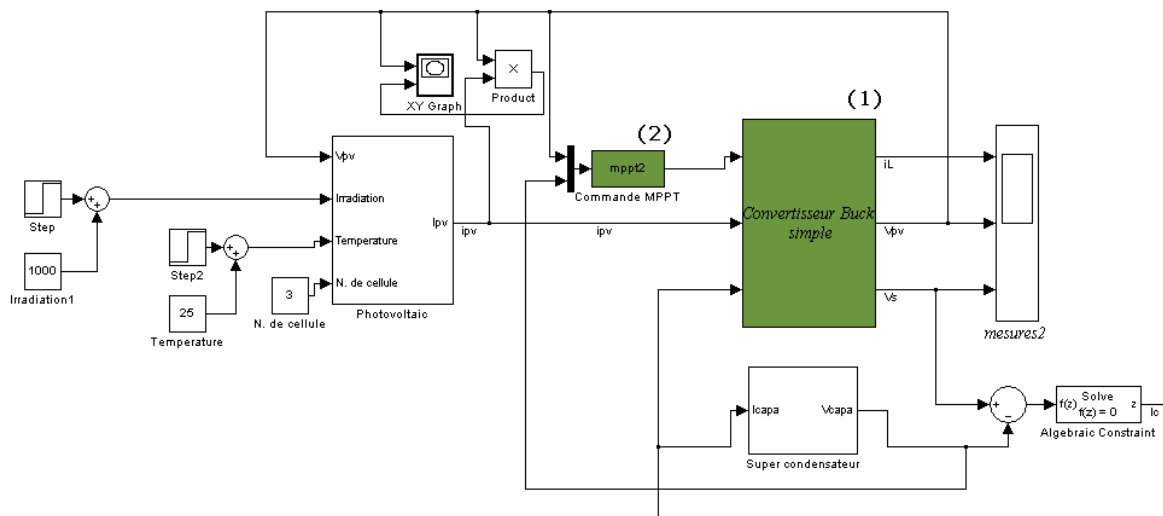 (1)
XY Graph
×
Product
(2)
mppt2
Commande MPPT
Vpv
Irradiation
Temperature
N. de cellule
Ipv
Photovoltaic
ipv
ipv
Step
1000
Irradiation1
Step2
25
Temperature
3
N. de cellule
Convertisseur Buck
simple
iL
Vpv
Vs
mesures2
Icapa
Vcapa
Super condensateur
f(z)
Solve
f(z) = 0
z
Ic
Algebraic Constraint